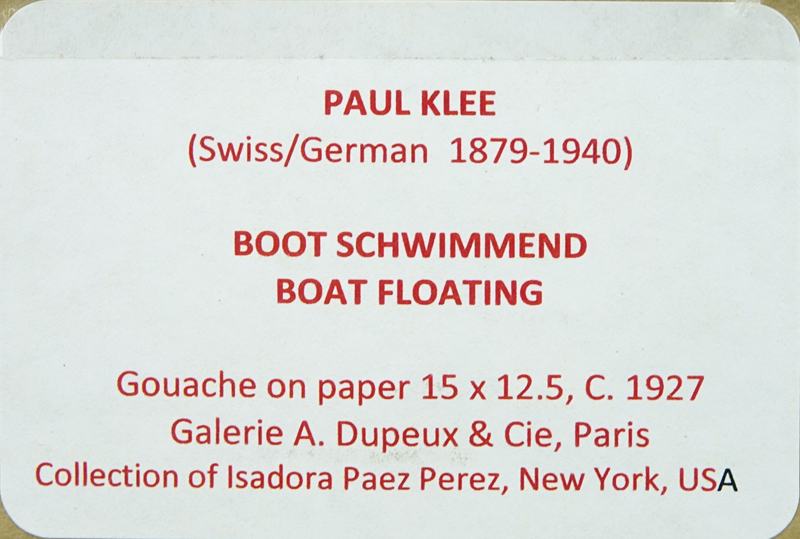 PAUL KLEE
(Swiss/German 1879-1940)
BOOT SCHWIMMEND
BOAT FLOATING
Gouache on paper 15 x 12.5, C. 1927
Galerie A. Dupeux & Cie, Paris
Collection of Isadora Paez Perez, New York, USA